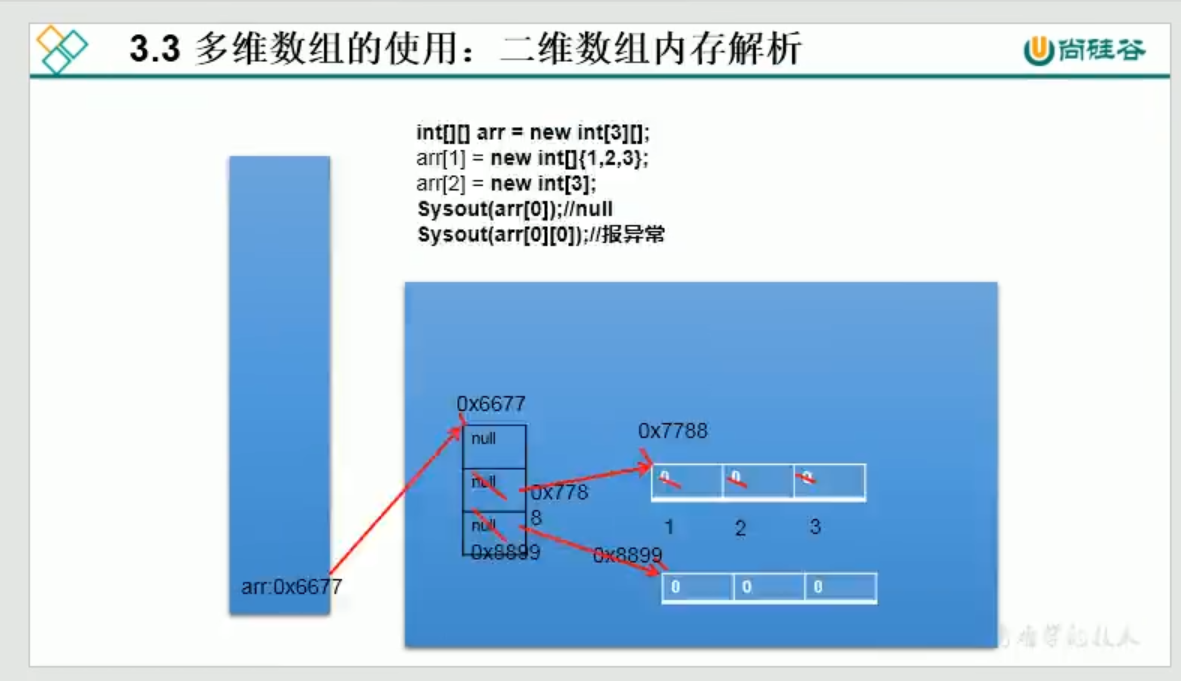 3.3 多维数组的使用：二维数组内存解析
尚硅谷
int[][] arr = new int[3][];
arr[1] = new int[]{1,2,3};
arr[2] = new int[3];
Sysout(arr[0]);//null
Sysout(arr[0][0]);//报异常
0x6677
null
null
0x778
8
null
0x8899
arr:0x6677
0x7788
0 0 0
1 2 3
0x8899
0 0 0